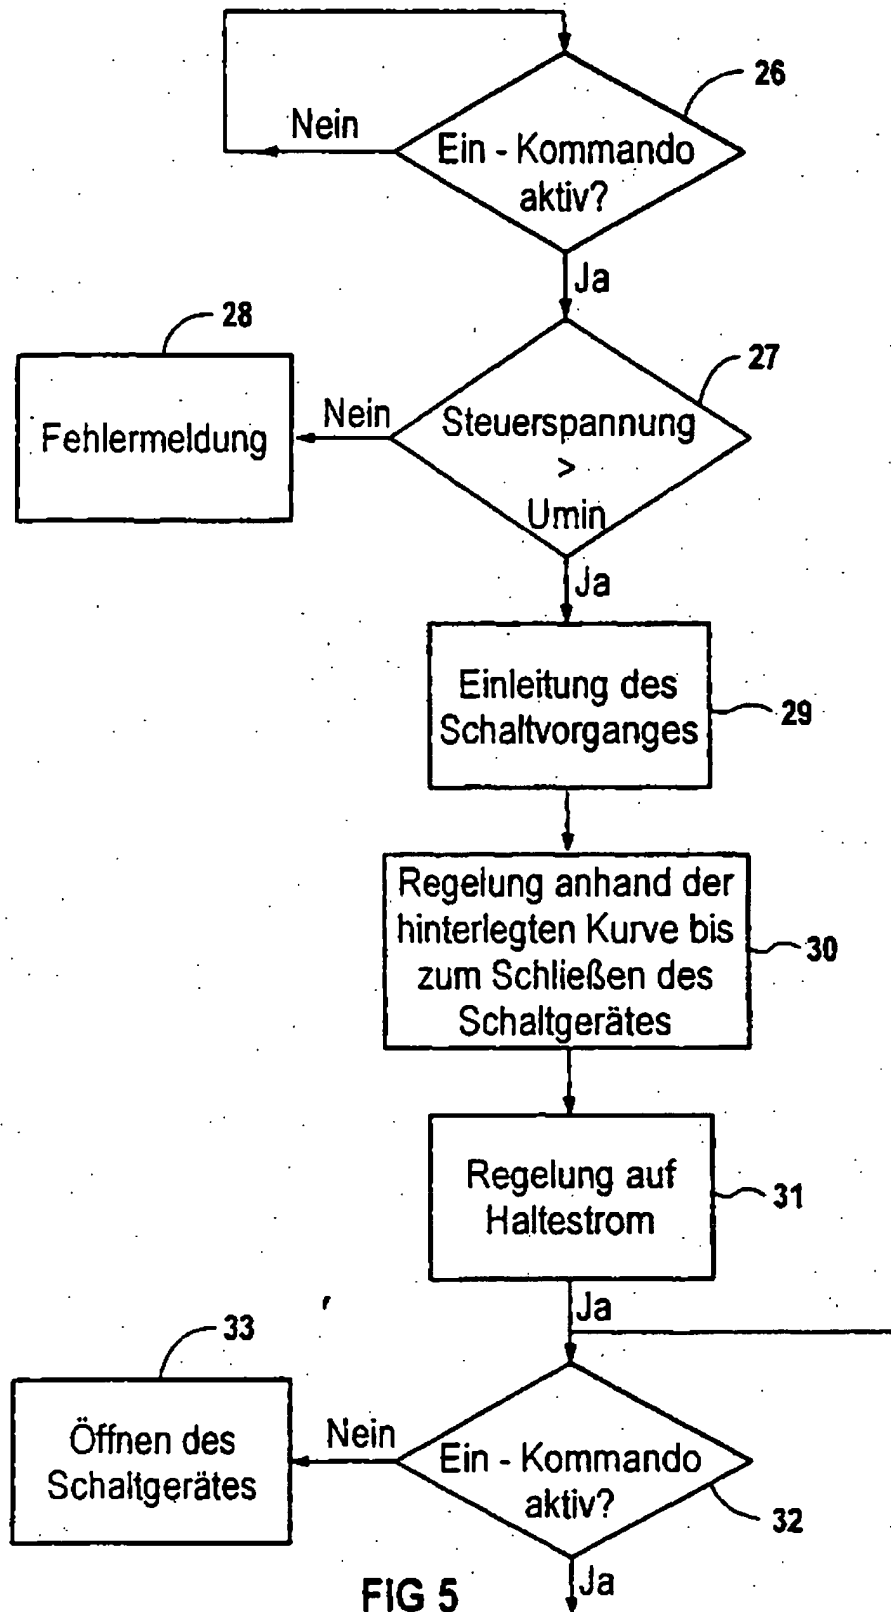 26
Nein
Ein - Kommando
aktiv?
Ja
28
27
Fehlermeldung
Nein
Steuerspannung
>
Umin
Ja
Einleitung des
Schaltvorganges
29
Regelung anhand der
hinterlegten Kurve bis
zum Schließen des
Schaltgerätes
30
Regelung auf
Haltestrom
31
Ja
33
Öffnen des
Schaltgerätes
Nein
Ein - Kommando
aktiv?
32
Ja
FIG 5